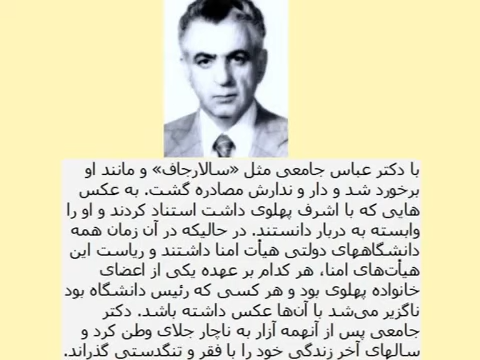 با دکتر عباس جامعی مثل «سالارجاف» و مانند او
برخورد شد و دار و ندارش مصادره گشت. به عکس
هایی که با اشرف پهلوی داشت استناد کردند و او را
وابسته به دربار دانستند. در حالیکه در آن زمان همه
دانشگاههای دولتی هیأت امنا داشتند و ریاست این
هیأت‌های امنا، هر کدام بر عهده یکی از اعضای
خانواده پهلوی بود و هر کسی که رئیس دانشگاه بود
ناگزیر می‌شد با آن‌ها عکس داشته باشد. دکتر
جامعی پس از آنهمه آزار به ناچار جلای وطن کرد و
سالهای آخر زندگی خود را با فقر و تنگدستی گذراند.